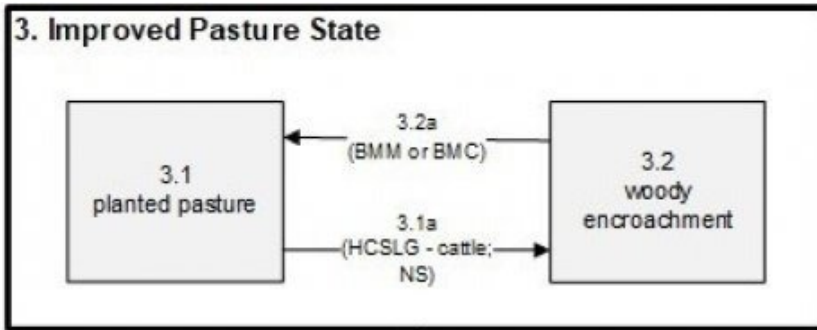 3. Improved Pasture State
3.1
planted pasture
3.2a
(BMM or BMC)
3.1a
(HCSLG - cattle;
NS)
3.2
woody
encroachment